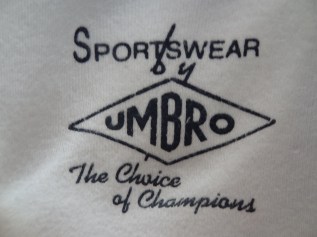 SPORTSWEAR
by
UMBRO
The Choice
of Champions